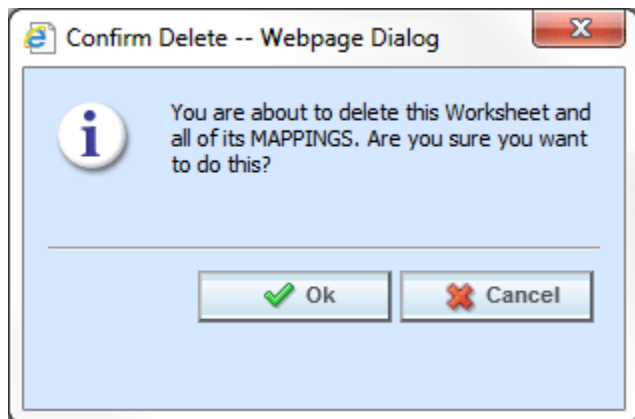 Confirm Delete -- Webpage Dialog
You are about to delete this Worksheet and
all of its MAPPINGS. Are you sure you want
to do this?
Ok
Cancel